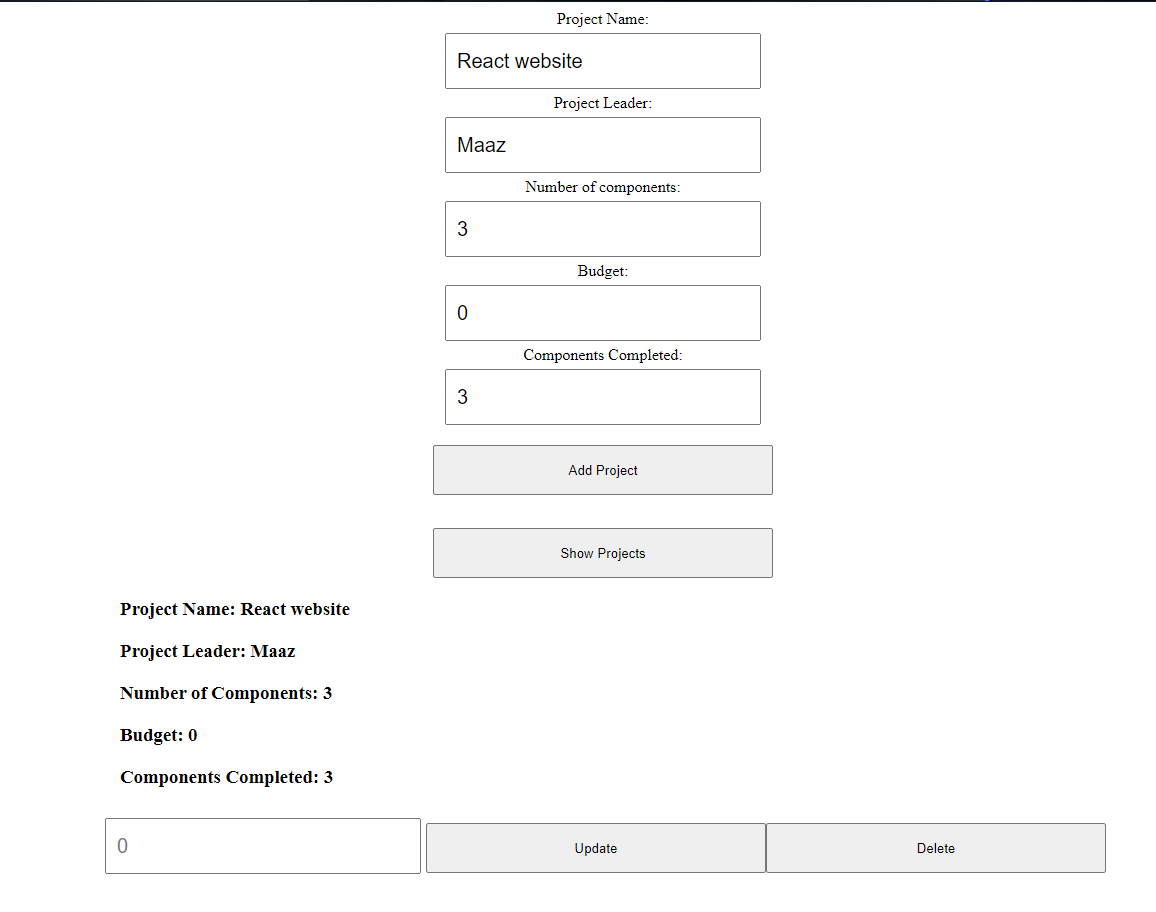 Project Name:
React website
Project Leader:
Maaz
Number of components:
3
Budget:
0
Components Completed:
3
Add Project
Show Projects
Project Name: React website
Project Leader: Maaz
Number of Components: 3
Budget: 0
Components Completed: 3
0 Update Delete